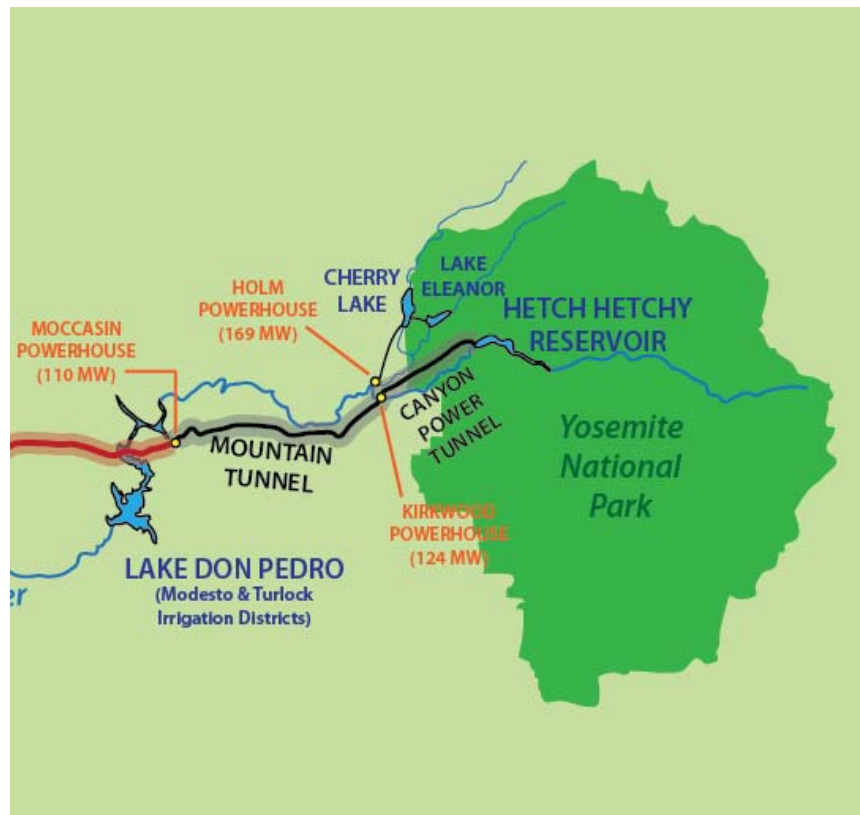 CHERRY
LAKE
LAKE
ELEANOR
HOLM
POWERHOUSE
(169 MW)
HETCH HETCHY
RESERVOIR
MOCCASIN
POWERHOUSE
(110 MW)
CANYON
POWER
TUNNEL
MOUNTAIN
TUNNEL
Yosemite
National
Park
KIRKWOOD
POWERHOUSE
(124 MW)
LAKE DON PEDRO
(Modesto & Turlock
Irrigation Districts)
er